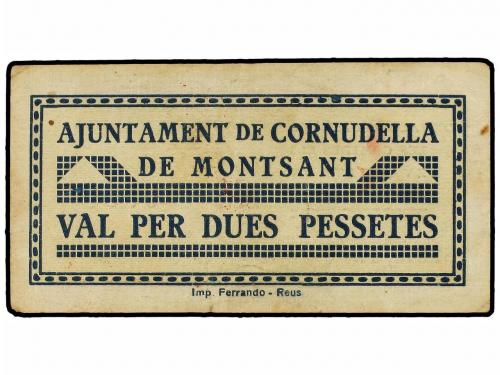 AJUNTAMENT DE CORNUDELLA
DE MONTSANT
VAL PER DUES PESSETES
Imp. Ferrando - Reus